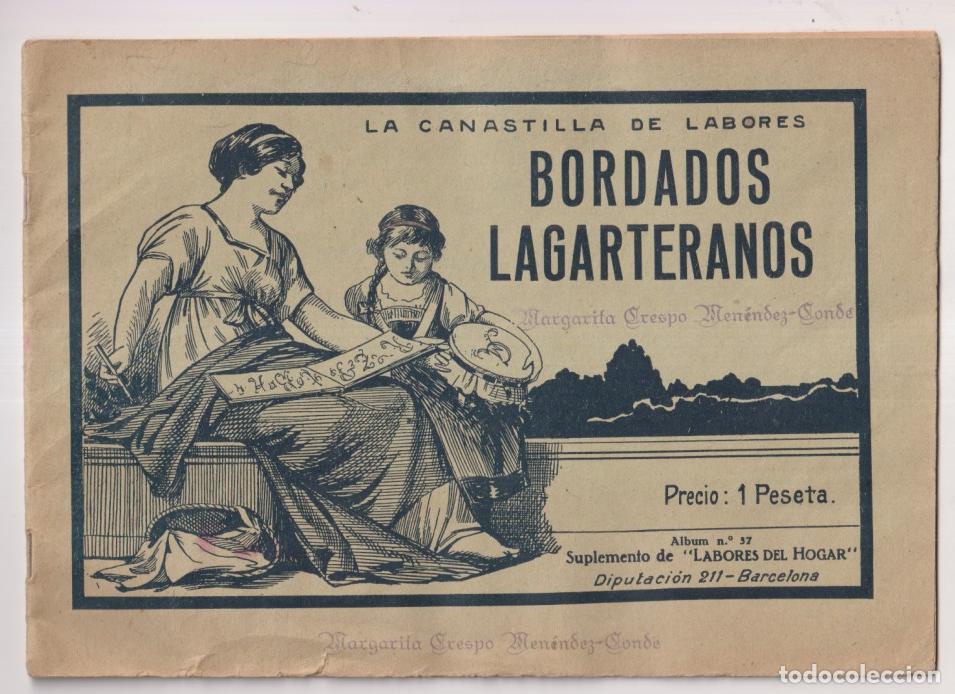 LA CANASTILLA DE LABORES
BORDADOS
LAGARTERANOS
Margarita Crespo Menéndez-Conde
Precio: 1 Peseta.
Album n.º 37
Suplemento de "LABORES DEL HOGAR"
Diputación 211-Barcelona
Margarita Crespo Menéndez-Conde
todocoleccion